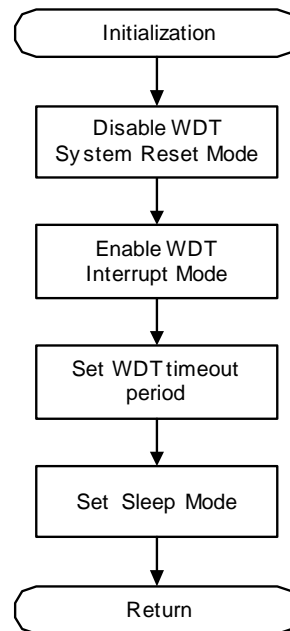 Initialization
Disable WDT
System Reset Mode
Enable WDT
Interrupt Mode
Set WDT timeout
period
Set Sleep Mode
Return